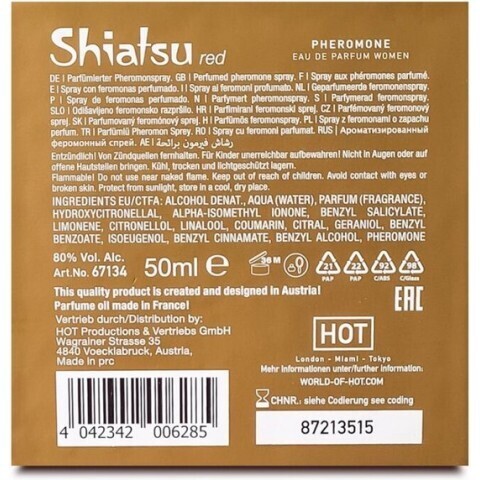 Shiatsu red
PHEROMONE
EAU DE PARFUM WOMEN
DE | Parfümierter Pheromonspray. GB | Perfumed pheromone spray. F | Spray aux phéromones parfumé.
E | Spray con feromonas perfumado. I | Spray ai feromoni profumato. NL | Geparfumeerde feromonenspray.
P | Spray de feromonas perfumado. N | Parfymert pheromonspray. S | Parfymerad feromonspray.
SLO | Odišavljeno feromonsko razpršilo. HR | Parfimirani feromonski sprej. CZ | Parfémovaný feromonový
sprej. SK | Parfumovaný feromónový sprej. H | Parfümös feromonspray. PL | Spray z feromonami o zapachu
perfum. TR | Parfümlü Pheromon Sprey. RO | Spray cu feromoni parfumat. RUS | Ароматизированный
феромонный спрей. AE | رشاش فيرمون برائحة
Entzündlich! Von Zündquellen fernhalten. Für Kinder unerreichbar aufbewahren! Nicht in Augen oder auf
offene Hautstellen bringen. Kühl, trocken und lichtgeschützt lagern.
Flammable! Do not use near naked flame. Keep out of reach of children. Avoid contact with eyes or
broken skin. Protect from sunlight, store in a cool, dry place.
INGREDIENTS EU/CTFA: ALCOHOL DENAT., AQUA (WATER), PARFUM (FRAGRANCE),
HYDROXYCITRONELLAL, ALPHA-ISOMETHYL IONONE, BENZYL SALICYLATE,
LIMONENE, CITRONELLOL, LINALOOL, COUMARIN, CITRAL, GERANIOL, BENZYL
BENZOATE, ISOEUGENOL, BENZYL CINNAMATE, BENZYL ALCOHOL, PHEROMONE
80% Vol. Alc.
Art.No. 67134
50ml e
36 M
21
PAP
22
PAP
92
C/ABS
98
C/Glass
This quality product is created and designed in Austria!
Parfume oil made in France!
Vertrieb durch/Distribution by:
HOT Productions & Vertriebs GmbH
Wagrainer Strasse 35
4840 Voecklabruck, Austria,
Made in prc
EAC
HOT
London - Miami - Tokyo
Mehr Informationen unter/further information:
WORLD-OF-HOT.COM
CHNR.: siehe Codierung see coding
4 042342 006285
87213515